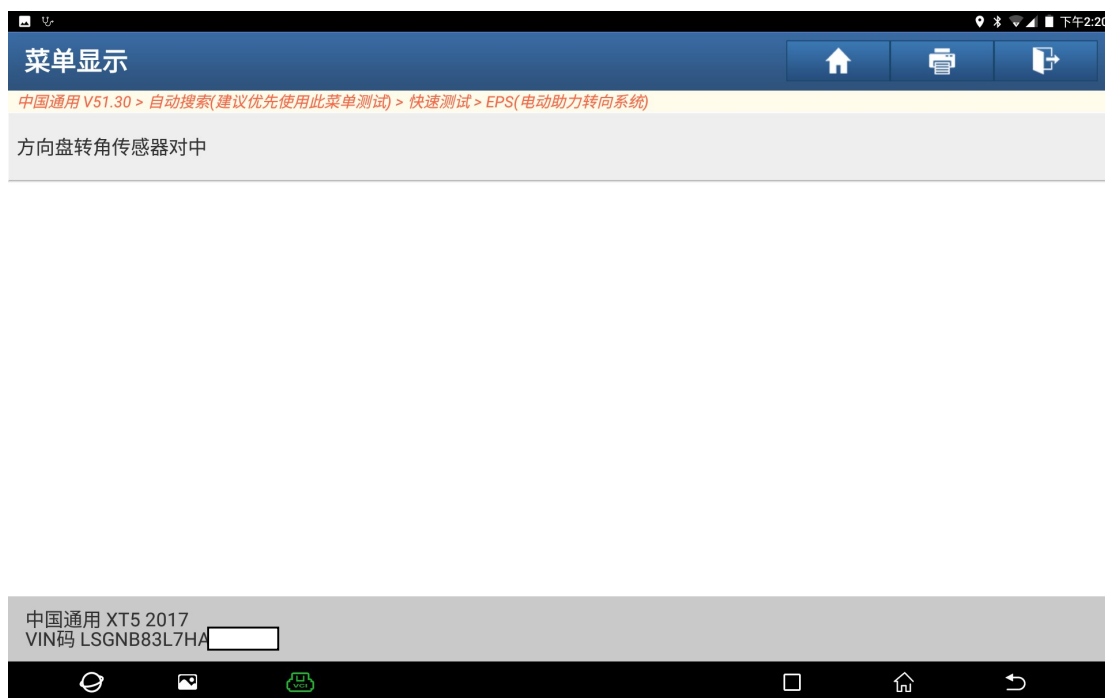 下午2:20
菜单显示
中国通用 V51.30 > 自动搜索(建议优先使用此菜单测试) > 快速测试 > EPS(电动助力转向系统)
方向盘转角传感器对中
中国通用 XT5 2017
VIN码 LSGNB83L7HA
VCI